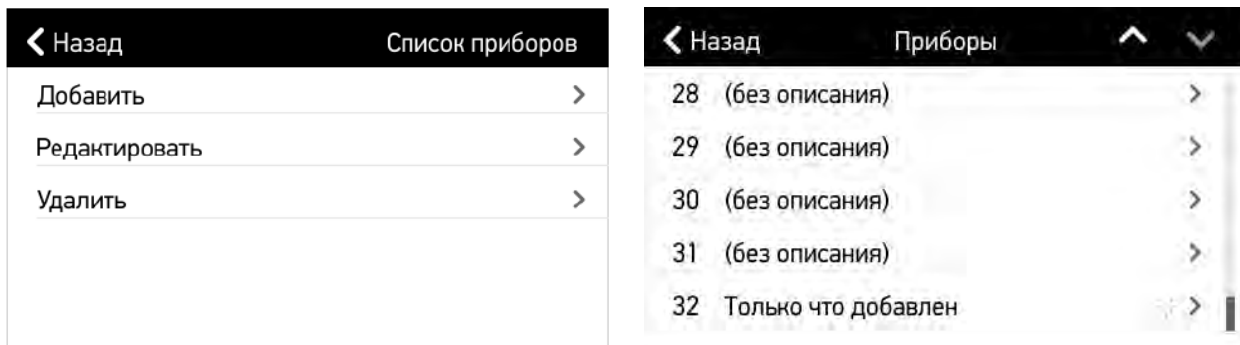 Назад Список приборов
Добавить
Редактировать
Удалить
Назад Приборы
28 (без описания)
29 (без описания)
30 (без описания)
31 (без описания)
32 Только что добавлен